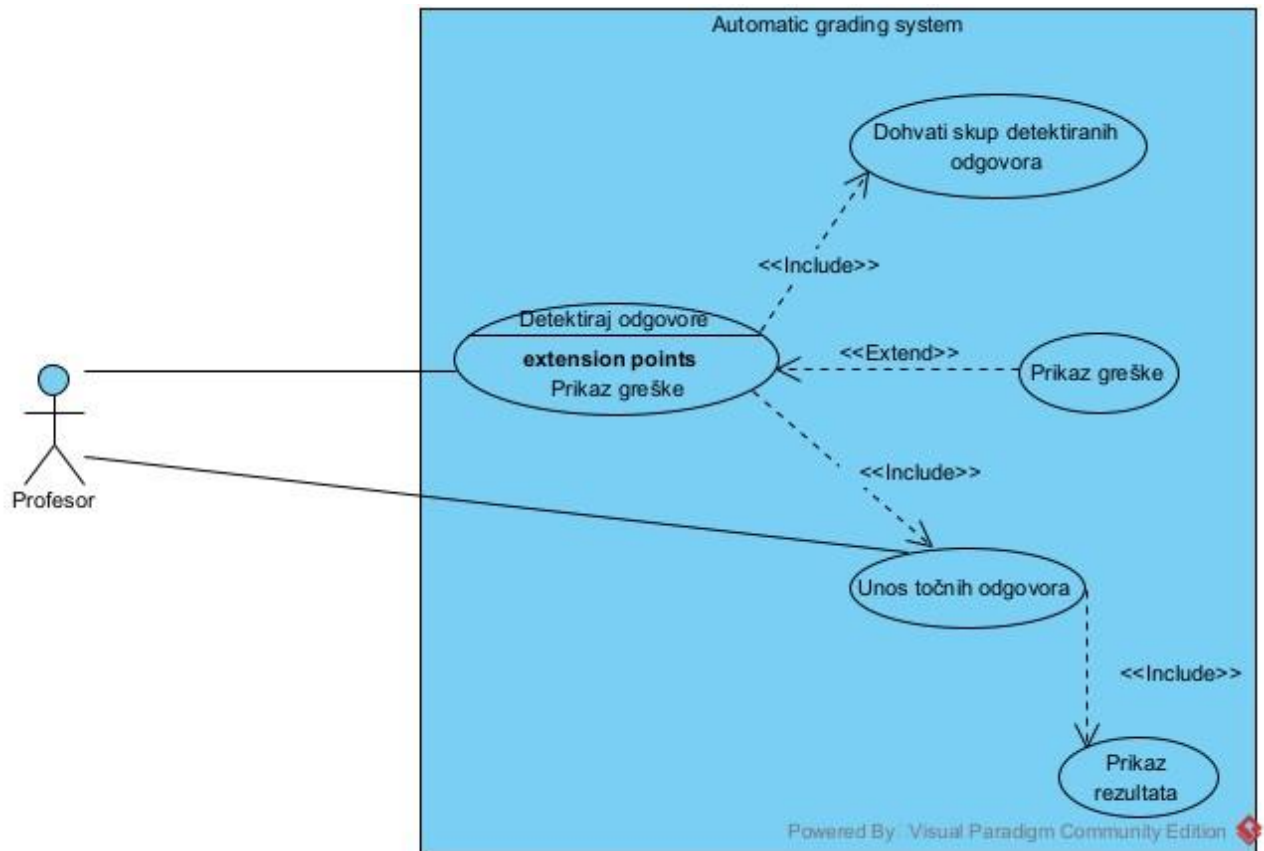 Automatic grading system
Dohvati skup detektiranih
odgovora
<<Include>>
Detektiraj odgovore
extension points
Prikaz greške
<<Extend>>
Prikaz greške
Profesor
<<Include>>
Unos točnih odgovora
<<Include>>
Prikaz
rezultata
Powered By Visual Paradigm Community Edition